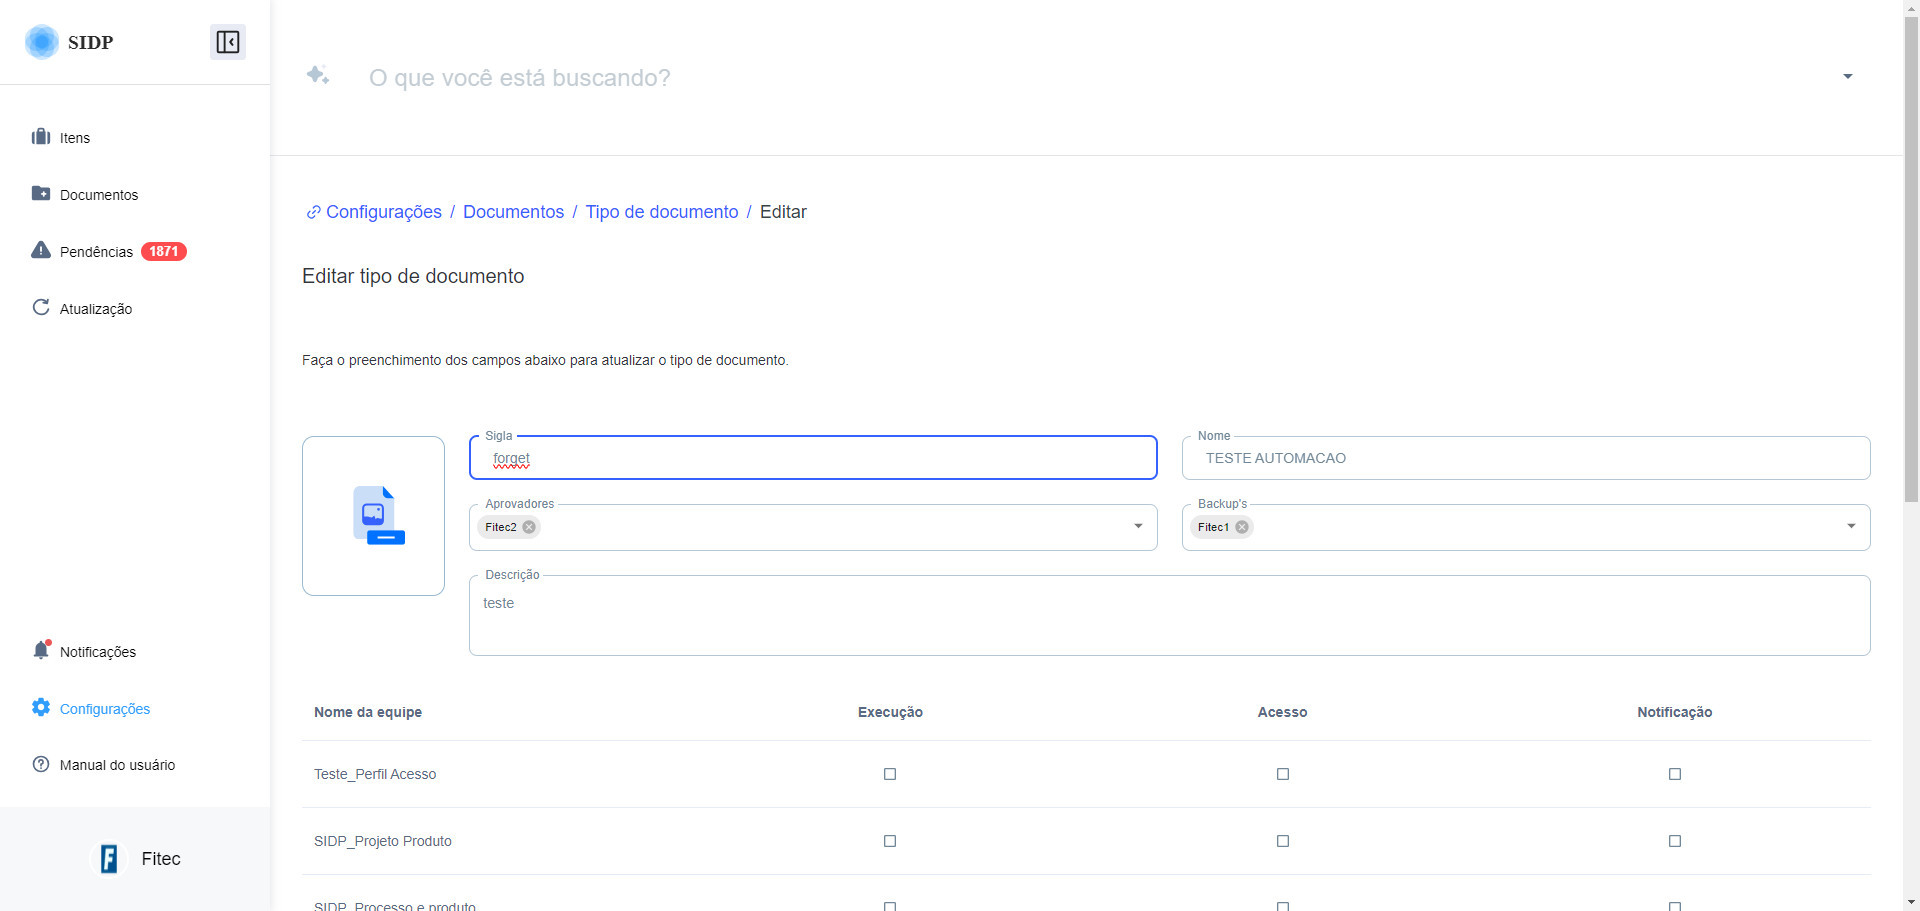 SIDP
O que você está buscando?
Itens
Documentos
Pendências 1871
Atualização
Configurações / Documentos / Tipo de documento / Editar
Editar tipo de documento
Faça o preenchimento dos campos abaixo para atualizar o tipo de documento.
Sigla
forget
Nome
TESTE AUTOMACAO
Aprovadores
Fitec2
Backup's
Fitec1
Descrição
teste
Nome da equipe Execução Acesso Notificação
Teste_Perfil Acesso
SIDP_Projeto Produto
SIDP_Processo e produto
Notificações
Configurações
Manual do usuário
F Fitec